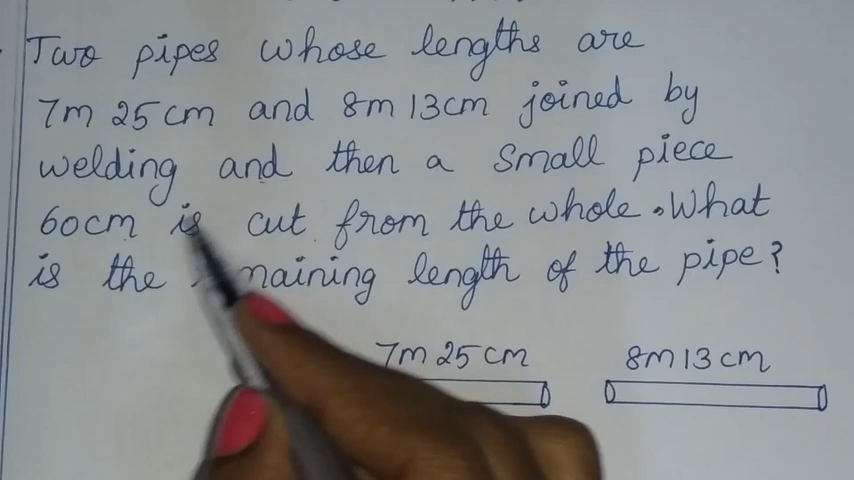 Two pipes whose lengths are
7m 25cm and 8m 13cm joined by
welding and then a small piece
60cm is cut from the whole. What
is the remaining length of the pipe?
7m 25cm 8m 13cm